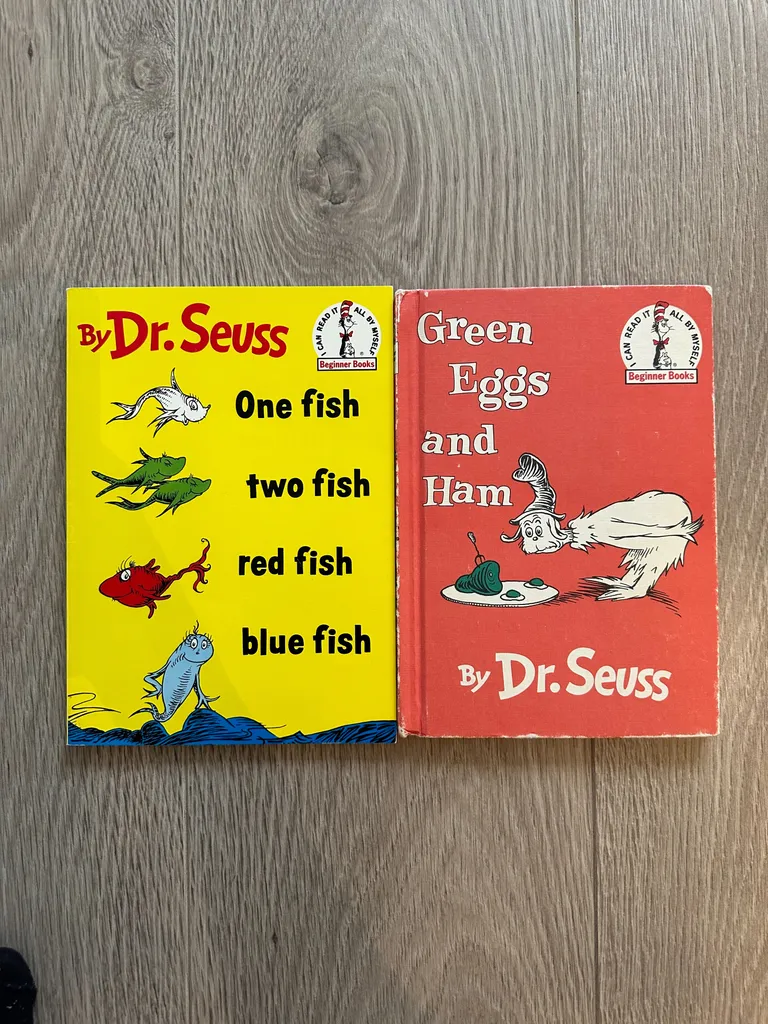 By Dr. Seuss
I CAN READ IT ALL BY MYSELF
Beginner Books
One fish
two fish
red fish
blue fish
Green
Eggs
and
Ham
I CAN READ IT ALL BY MYSELF
Beginner Books
By Dr. Seuss